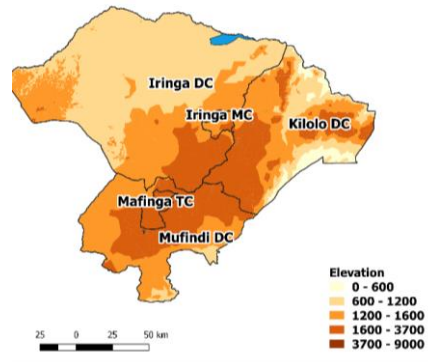 Iringa DC
Iringa MC
Kilolo DC
Mafinga TC
Mufindi DC
Elevation
0 - 600
600 - 1200
1200 - 1600
1600 - 3700
3700 - 9000
25 0 25 50 km